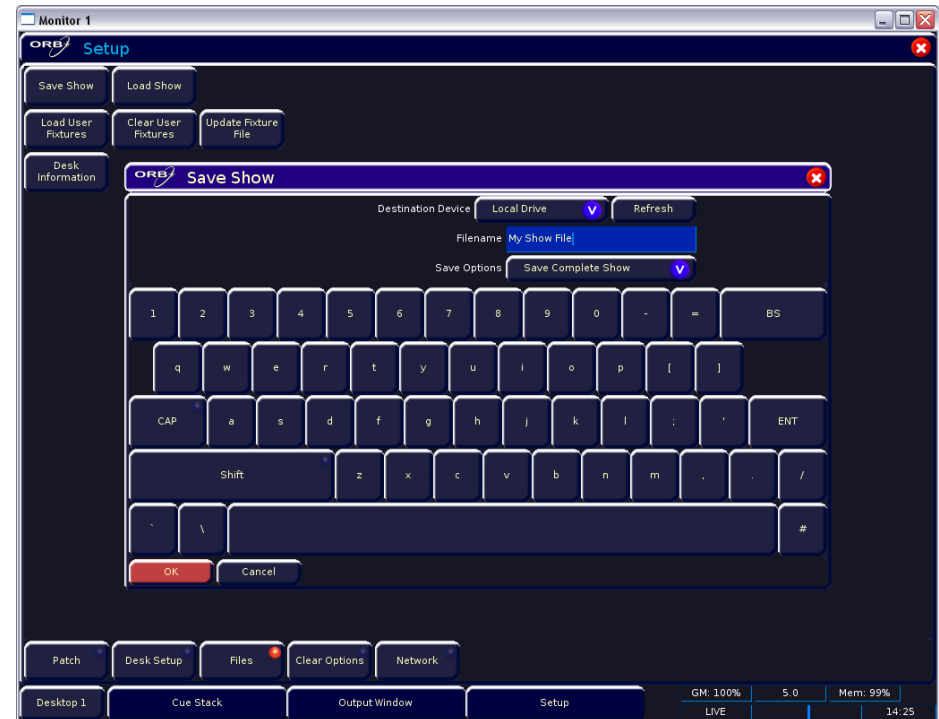 Monitor 1
ORB Setup
Save Show Load Show
Load User Fixtures Clear User Fixtures Update Fixture File
Desk Information
ORB Save Show
Destination Device Local Drive V Refresh
Filename My Show File
Save Options Save Complete Show V
1 2 3 4 5 6 7 8 9 0 - = BS
q w e r t y u i o p [ ]
CAP a s d f g h j k l ; ' ENT
Shift z x c v b n m , . /
` \ #
OK Cancel
Patch Desk Setup Files Clear Options Network
Desktop 1 Cue Stack Output Window Setup
GM: 100% 5.0 Mem: 99%
LIVE 14:25